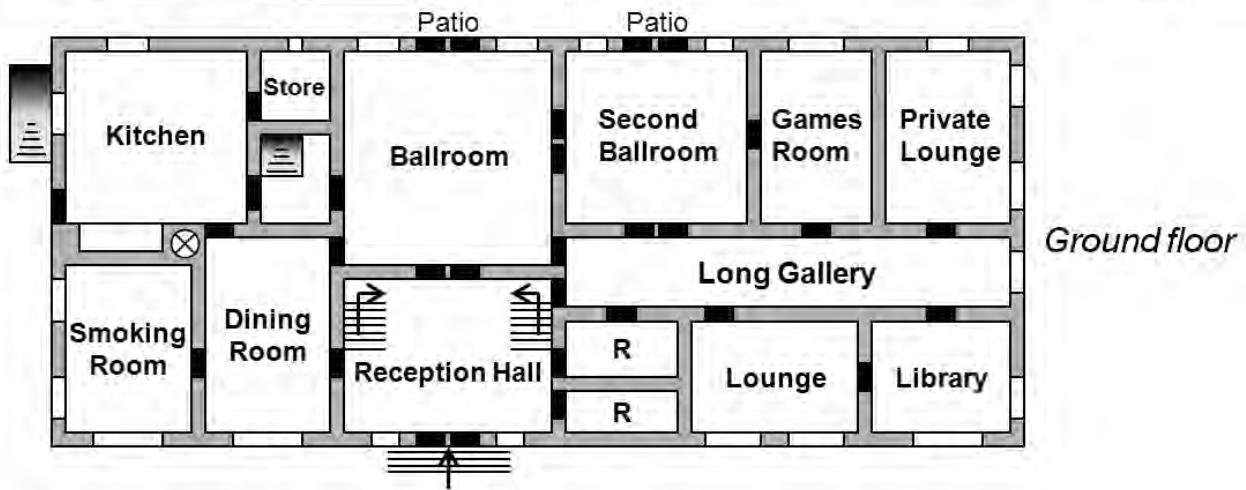 Patio
Patio
Store
Kitchen
Ballroom
Second
Ballroom
Games
Room
Private
Lounge
Ground floor
Long Gallery
Smoking
Room
Dining
Room
Reception Hall
R
R
Lounge
Library